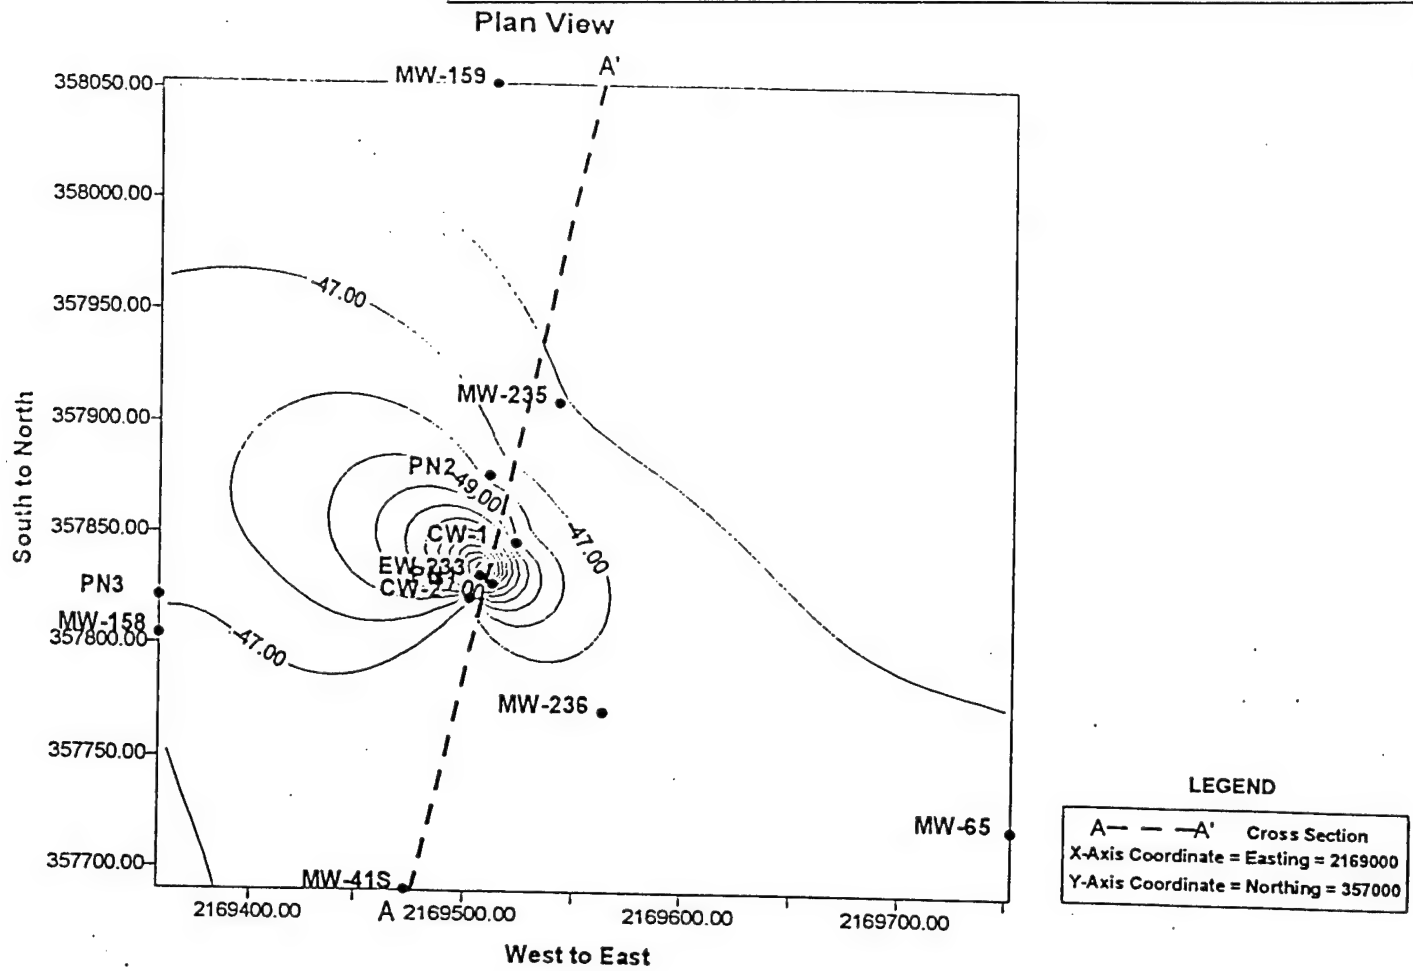 Plan View
A'
MW-159
358050.00
358000.00
-47.00
357950.00
MW-235
357900.00
PN2
-49.00
South to North
357850.00
CW-1
-47.00
EW-233
CW-2
PN3
MW-158
357800.00
-47.00
MW-236
357750.00
LEGEND
MW-65
A A' Cross Section
X-Axis Coordinate = Easting = 2169000
Y-Axis Coordinate = Northing = 357000
357700.00
MW-41S
2169400.00
A
2169500.00
2169600.00
2169700.00
West to East